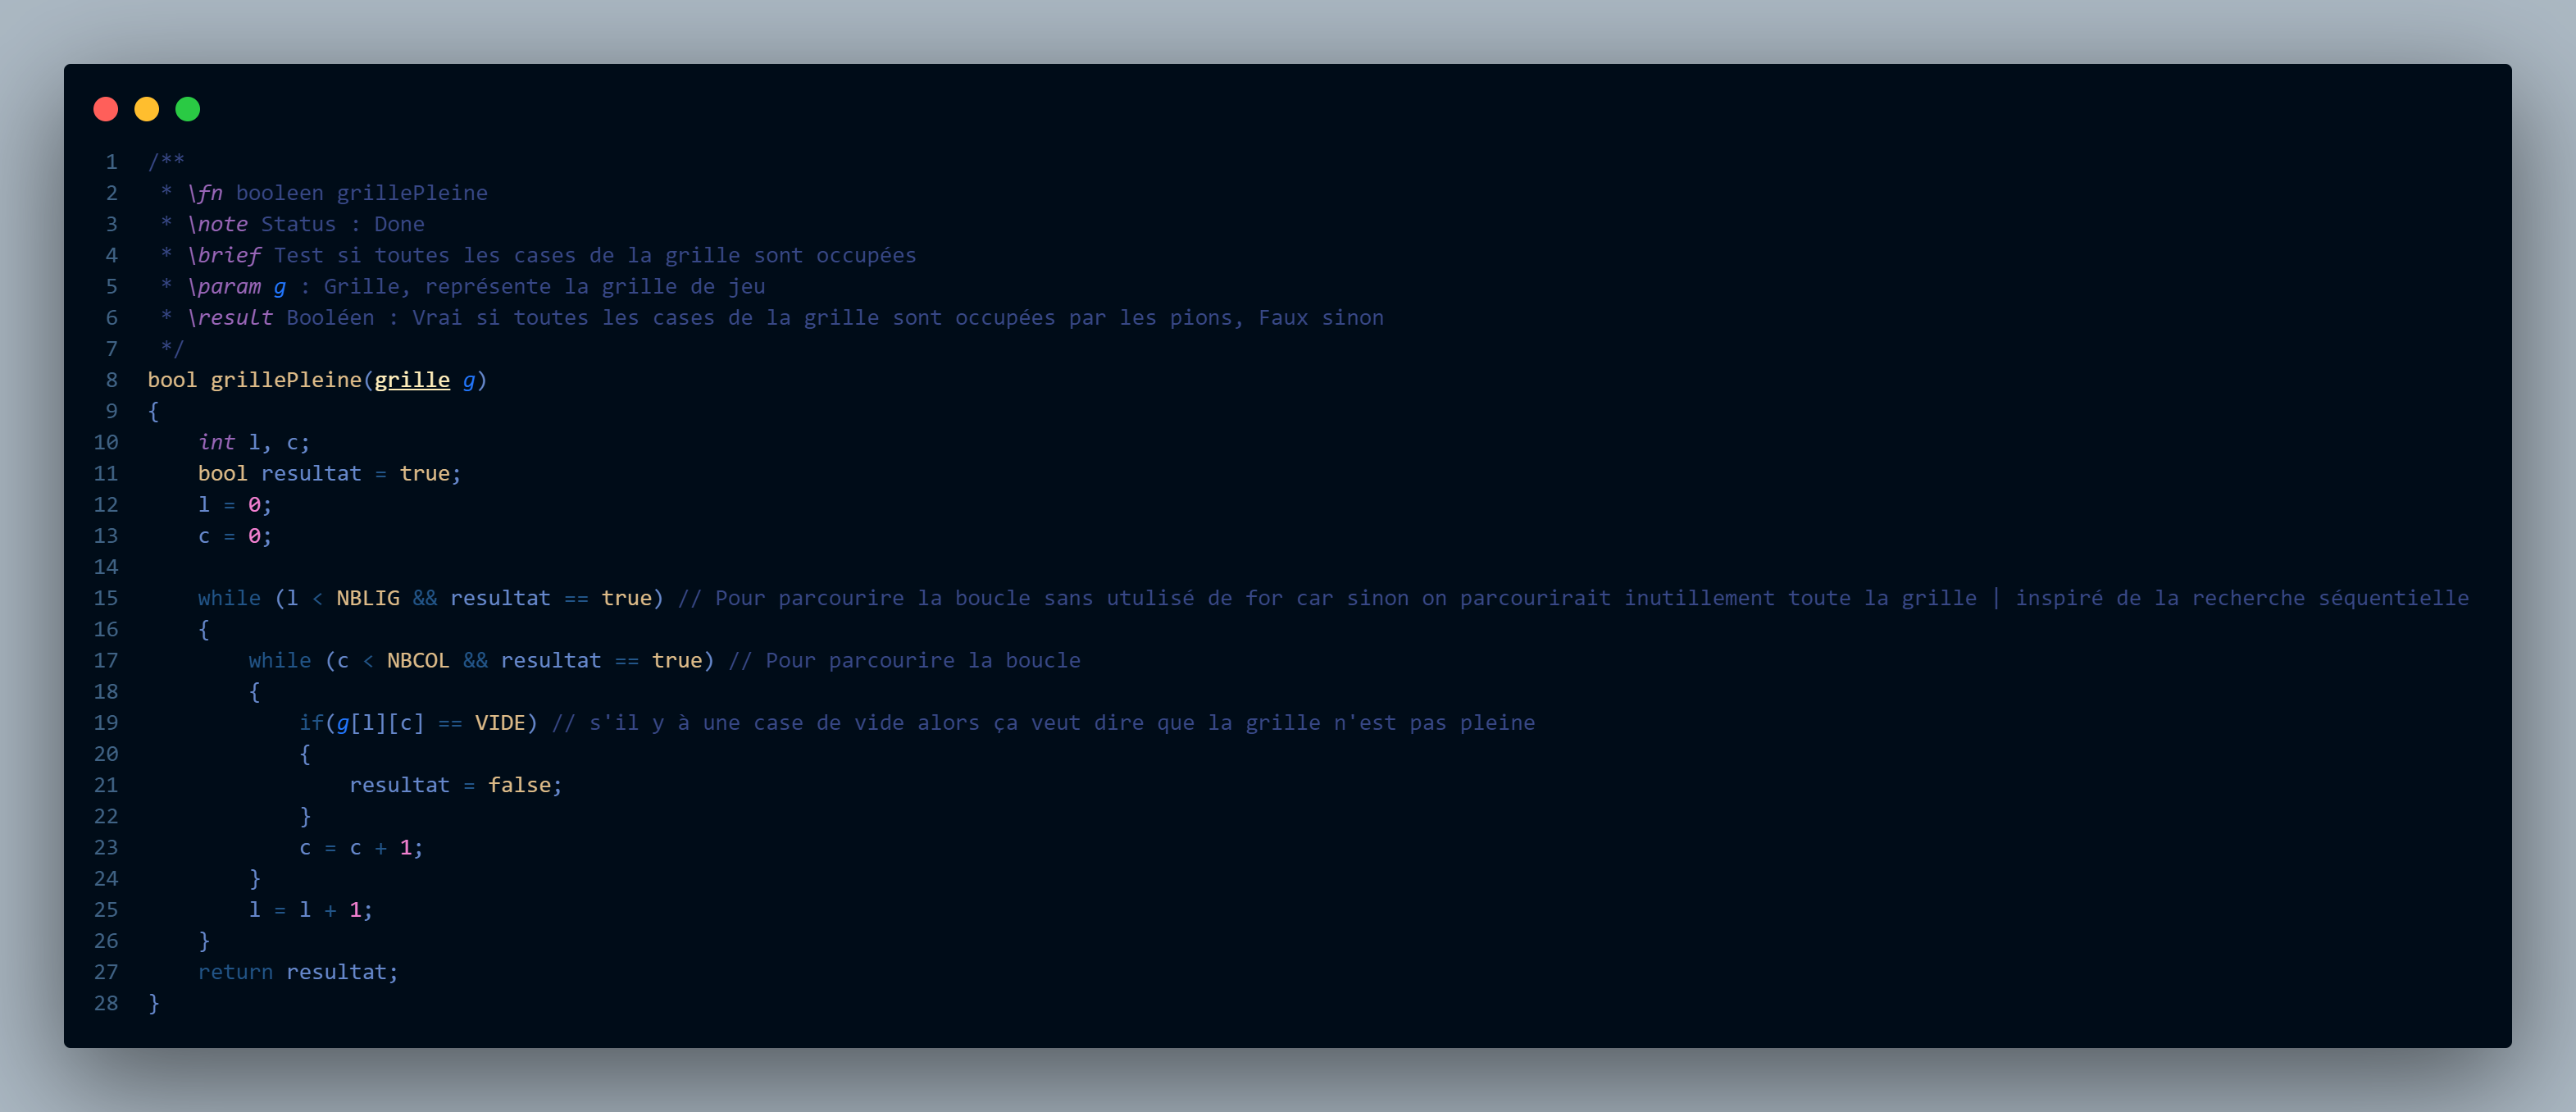 1 /**
2 * \fn booleen grillePleine
3 * \note Status : Done
4 * \brief Test si toutes les cases de la grille sont occupées
5 * \param g : Grille, représente la grille de jeu
6 * \result Booléen : Vrai si toutes les cases de la grille sont occupées par les pions, Faux sinon
7 */
8 bool grillePleine(grille g)
9 {
10 int l, c;
11 bool resultat = true;
12 l = 0;
13 c = 0;
14
15 while (l < NBLIG && resultat == true) // Pour parcourire la boucle sans utulisé de for car sinon on parcourirait inutillement toute la grille | inspiré de la recherche séquentielle
16 {
17 while (c < NBCOL && resultat == true) // Pour parcourire la boucle
18 {
19 if(g[l][c] == VIDE) // s'il y à une case de vide alors ça veut dire que la grille n'est pas pleine
20 {
21 resultat = false;
22 }
23 c = c + 1;
24 }
25 l = l + 1;
26 }
27 return resultat;
28 }